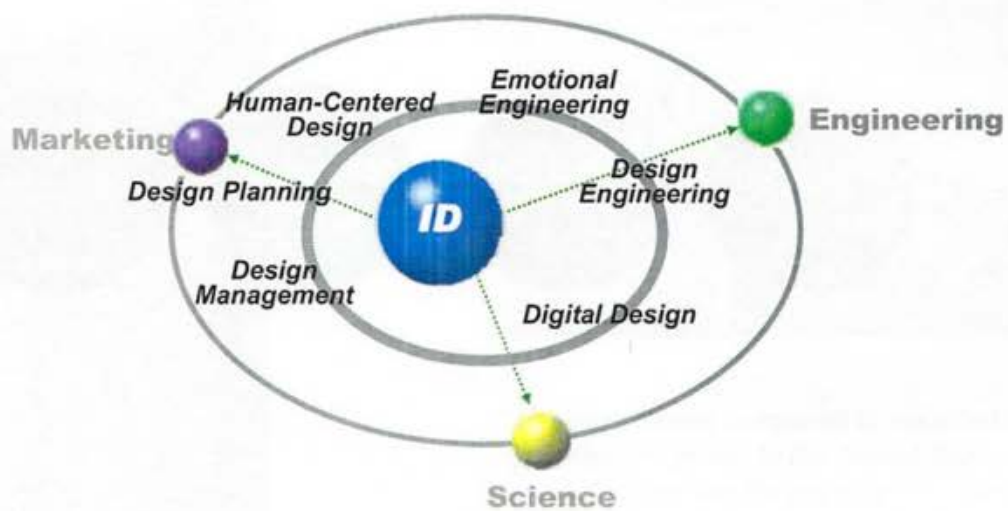 Emotional
Engineering
Human-Centered
Design
Engineering
Marketing
Design
Engineering
Design Planning
ID
Design
Management
Digital Design
Science